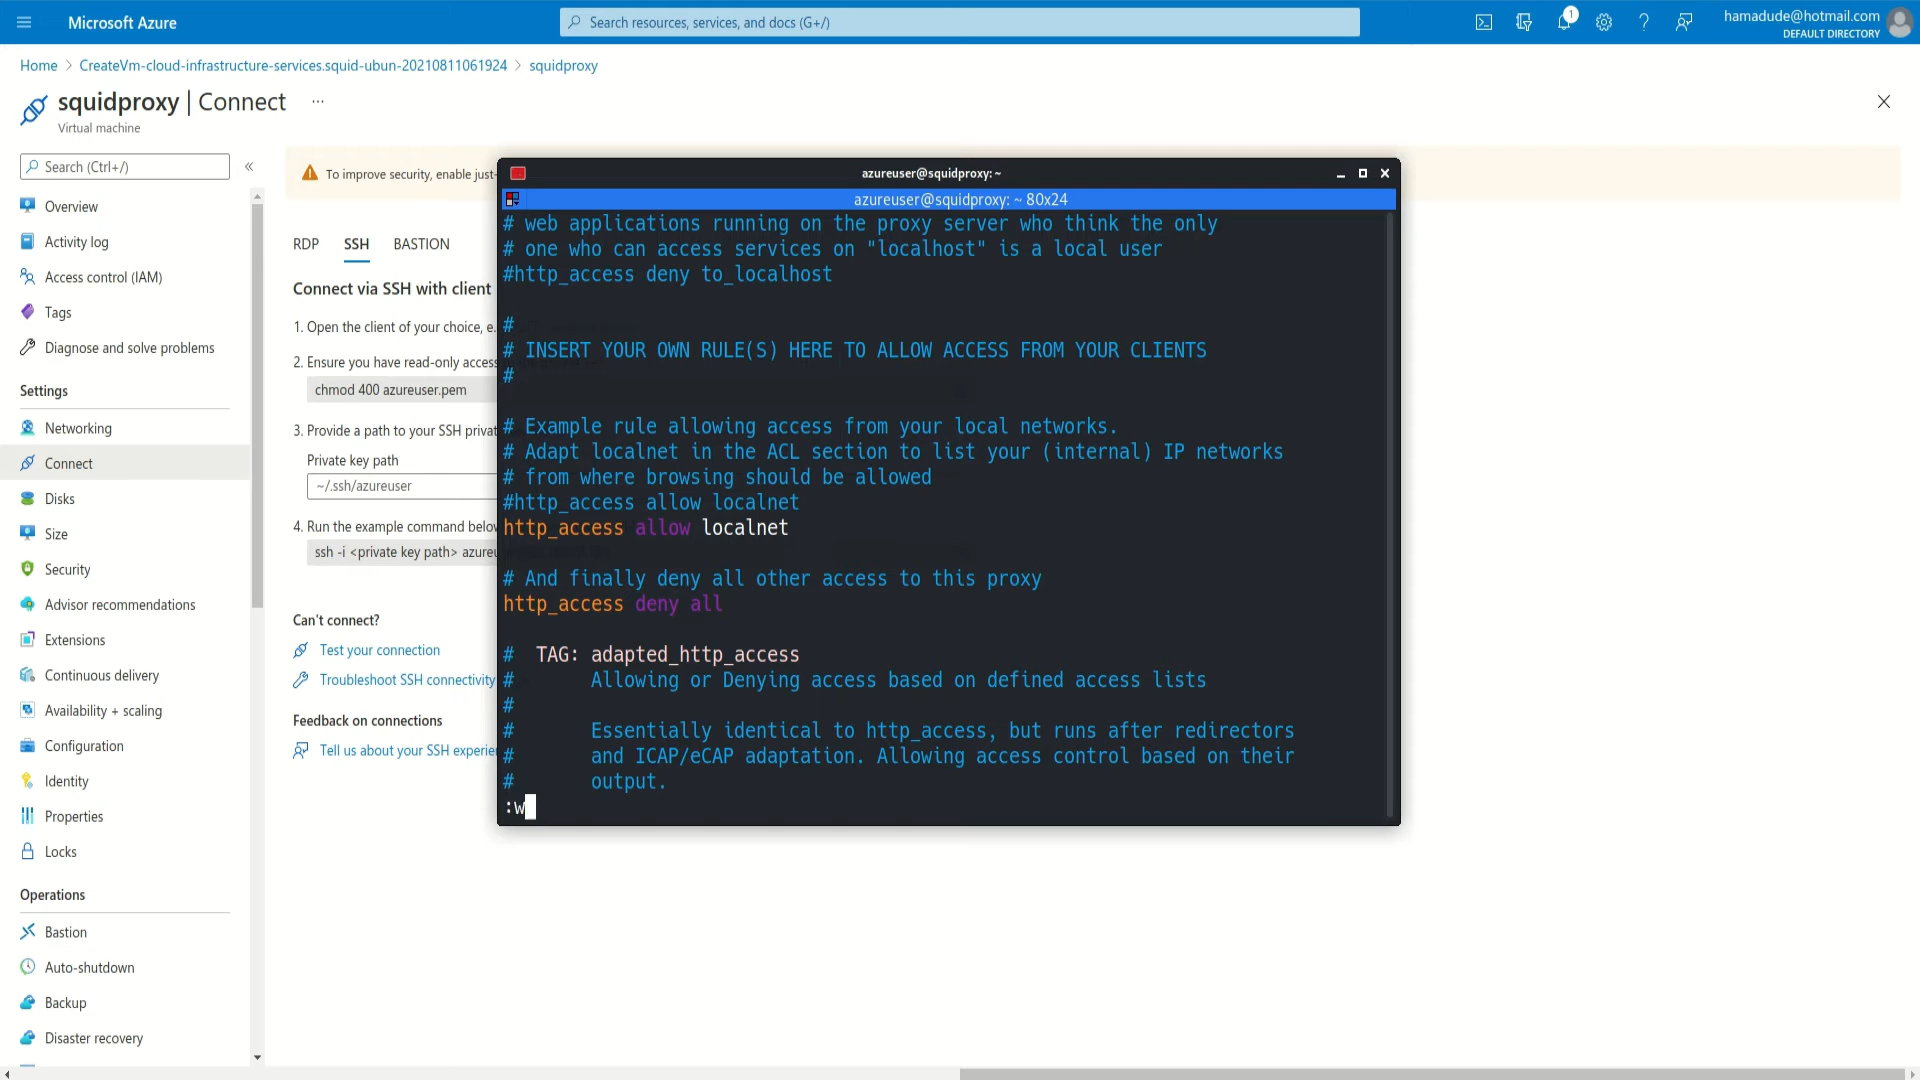 Microsoft Azure
Search resources, services, and docs (G+/)
1
hamadude@hotmail.com
DEFAULT DIRECTORY
Home > CreateVm-cloud-infrastructure-services.squid-ubun-20210811061924 > squidproxy
squidproxy | Connect ...
Virtual machine
Search (Ctrl+/)
«
Overview
Activity log
Access control (IAM)
Tags
Diagnose and solve problems
Settings
Networking
Connect
Disks
Size
Security
Advisor recommendations
Extensions
Continuous delivery
Availability + scaling
Configuration
Identity
Properties
Locks
Operations
Bastion
Auto-shutdown
Backup
Disaster recovery
To improve security, enable just-
RDP SSH BASTION
Connect via SSH with client
1. Open the client of your choice, e.
2. Ensure you have read-only access
chmod 400 azureuser.pem
3. Provide a path to your SSH privat
Private key path
~/.ssh/azureuser
4. Run the example command below
ssh -i <private key path> azureu
Can't connect?
Test your connection
Troubleshoot SSH connectivity
Feedback on connections
Tell us about your SSH experien
azureuser@squidproxy: ~
azureuser@squidproxy: ~ 80x24
# web applications running on the proxy server who think the only
# one who can access services on "localhost" is a local user
#http_access deny to_localhost
#
# INSERT YOUR OWN RULE(S) HERE TO ALLOW ACCESS FROM YOUR CLIENTS
#
# Example rule allowing access from your local networks.
# Adapt localnet in the ACL section to list your (internal) IP networks
# from where browsing should be allowed
#http_access allow localnet
http_access allow localnet
# And finally deny all other access to this proxy
http_access deny all
# TAG: adapted_http_access
# Allowing or Denying access based on defined access lists
#
# Essentially identical to http_access, but runs after redirectors
# and ICAP/eCAP adaptation. Allowing access control based on their
# output.
:w